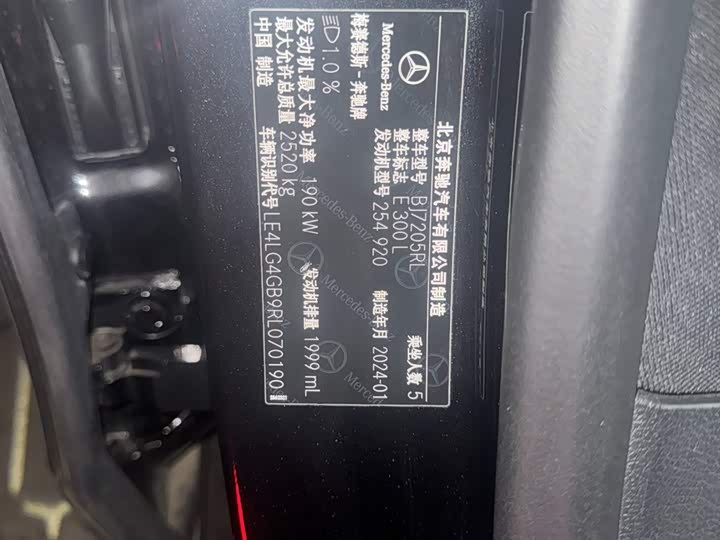 北京奔驰汽车有限公司制造
Mercedes-Benz
梅赛德斯-奔驰牌
整车型号 BJ7205RL 乘坐人数 5
整车标志 E 300 L
发动机型号 254 920 制造年月 2024-01
1.0 %
发动机最大净功率 190 kW 发动机排量 1999 mL
最大允许总质量 2520 kg
中国 制造 车辆识别代号 LE4LG4GB9RL070190